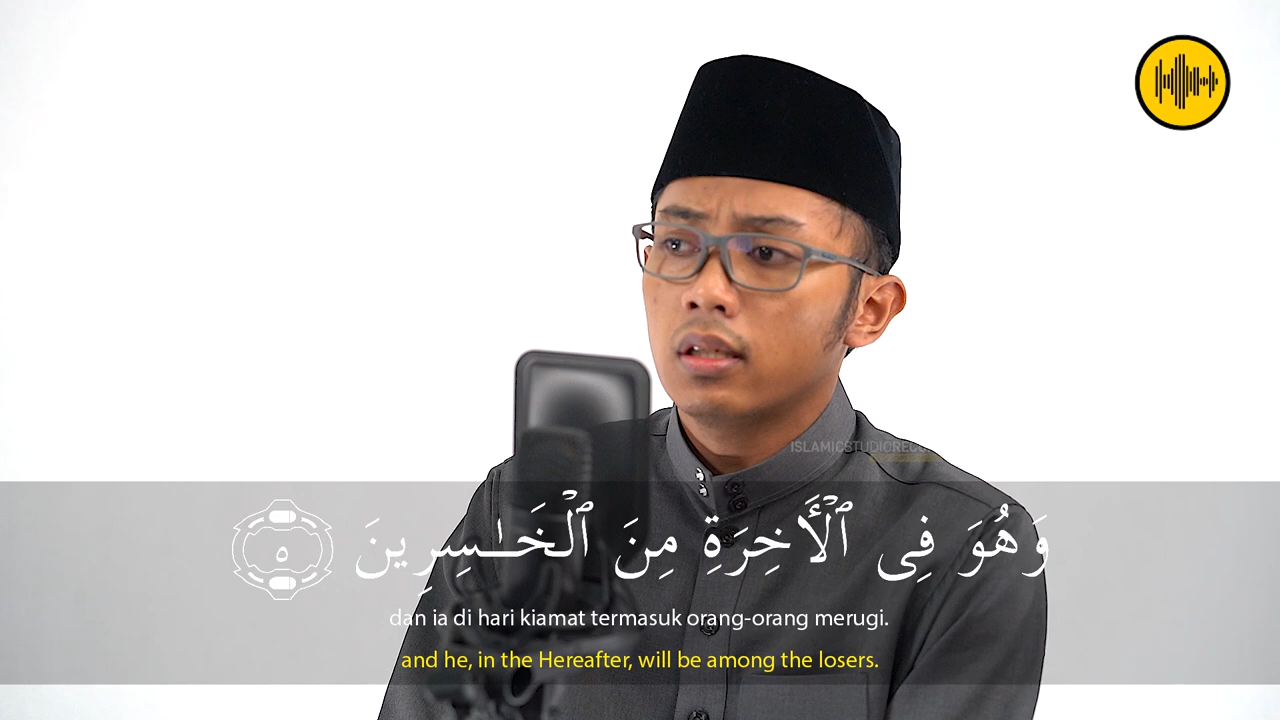 ISLAMICSTUDIORECO
وَهُوَ فِى ٱلْأَخِرَةِ مِنَ ٱلْخَـٰسِرِينَ ٥
dan ia di hari kiamat termasuk orang-orang merugi.
and he, in the Hereafter, will be among the losers.